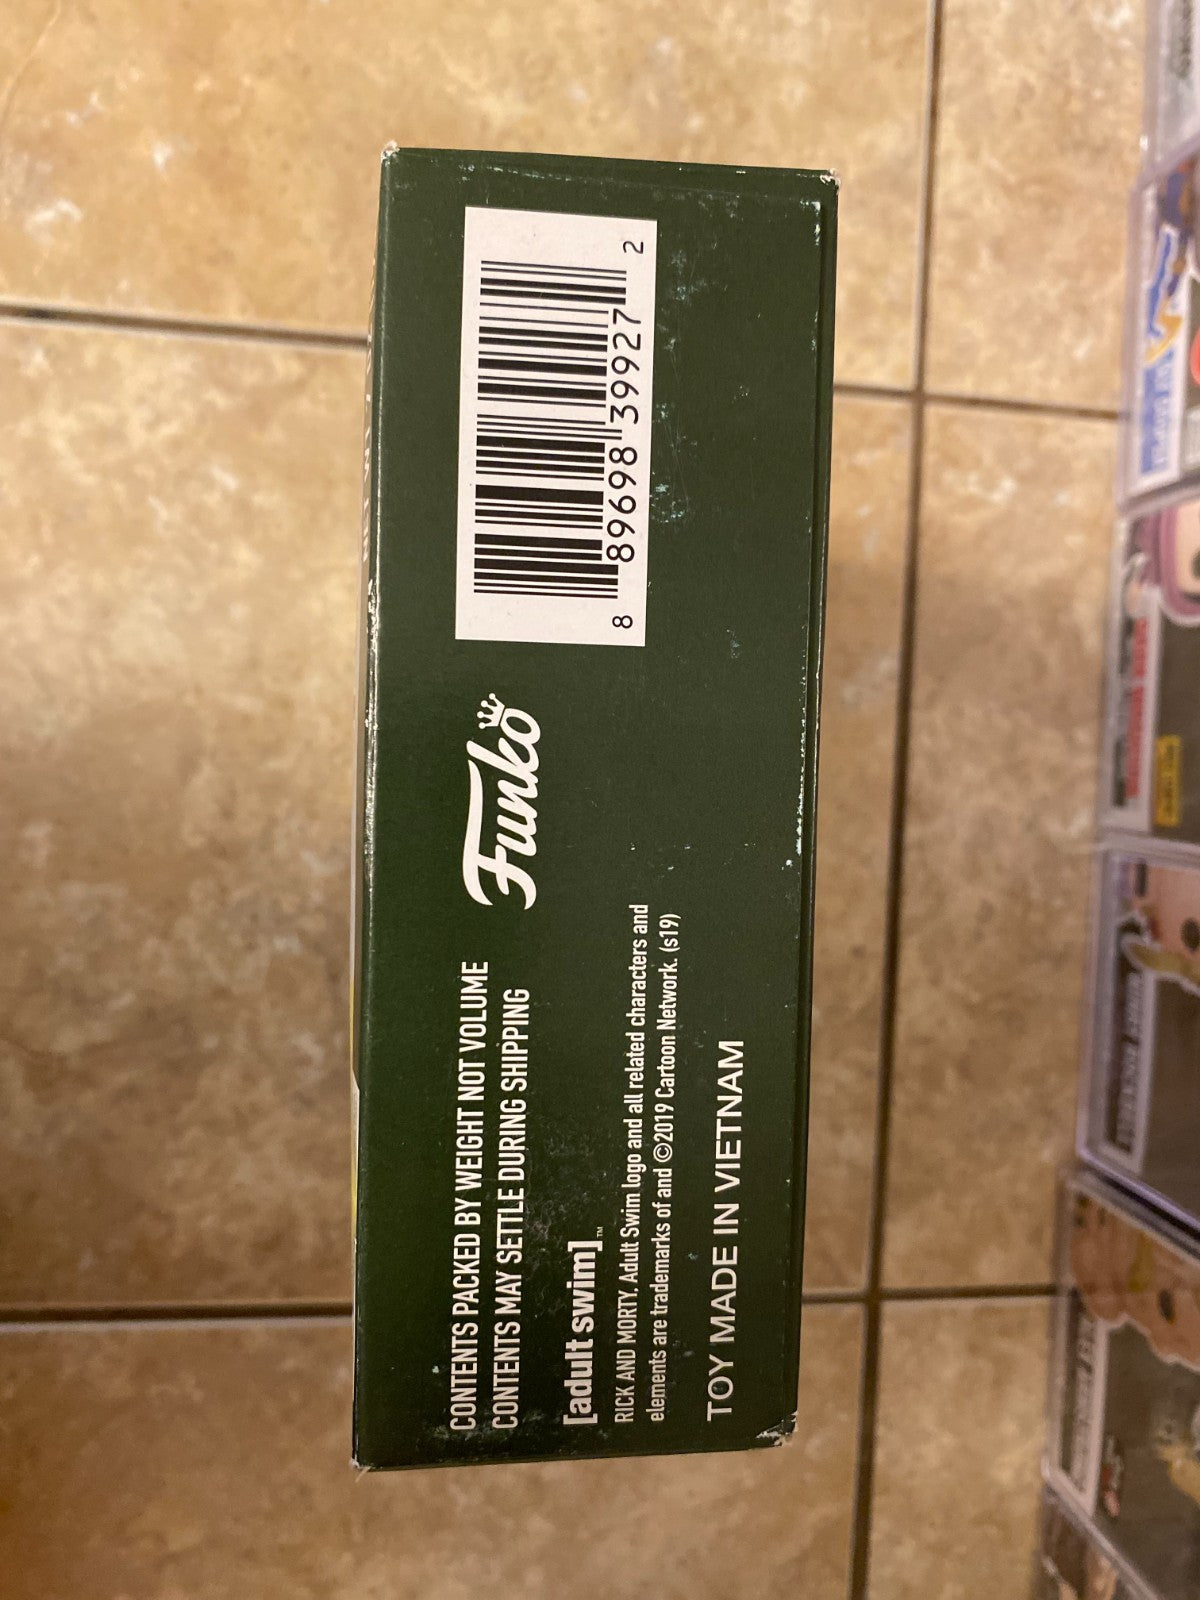 CONTENTS PACKED BY WEIGHT NOT VOLUME
CONTENTS MAY SETTLE DURING SHIPPING
[adult swim]™
RICK AND MORTY, Adult Swim logo and all related characters and
elements are trademarks of and ©2019 Cartoon Network. (s19)
TOY MADE IN VIETNAM
Funko
8 89698 39927 2